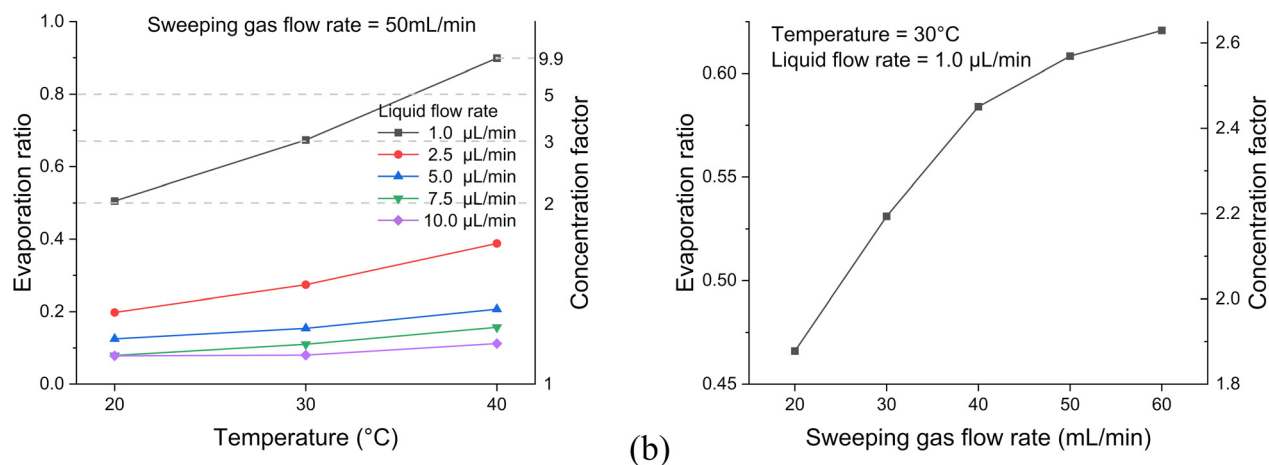 Sweeping gas flow rate = 50mL/min
Evaporation ratio
1.0
0.8
0.6
0.4
0.2
0.0
9.9
5
3
2
1
Concentration factor
Liquid flow rate
1.0 µL/min
2.5 µL/min
5.0 µL/min
7.5 µL/min
10.0 µL/min
20
30
40
Temperature (°C)
(b)
Temperature = 30°C
Liquid flow rate = 1.0 µL/min
Evaporation ratio
0.60
0.55
0.50
0.45
2.6
2.4
2.2
2.0
1.8
Concentration factor
20
30
40
50
60
Sweeping gas flow rate (mL/min)